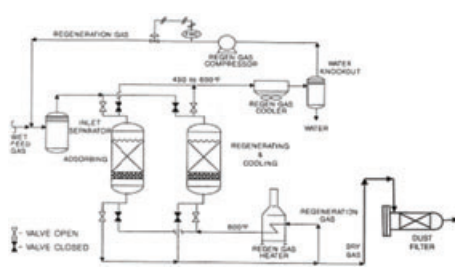 REGENERATION GAS
FRC
REGEN GAS
COMPRESSOR
WATER
KNOCKOUT
450 to 600°F
REGEN GAS
COOLER
WATER
INLET
SEPARATOR
WET
FEED
GAS
ADSORBING
REGENERATING
&
COOLING
REGENERATION
GAS
600°F
REGEN GAS
HEATER
DRY
GAS
DUST
FILTER
- VALVE OPEN
- VALVE CLOSED